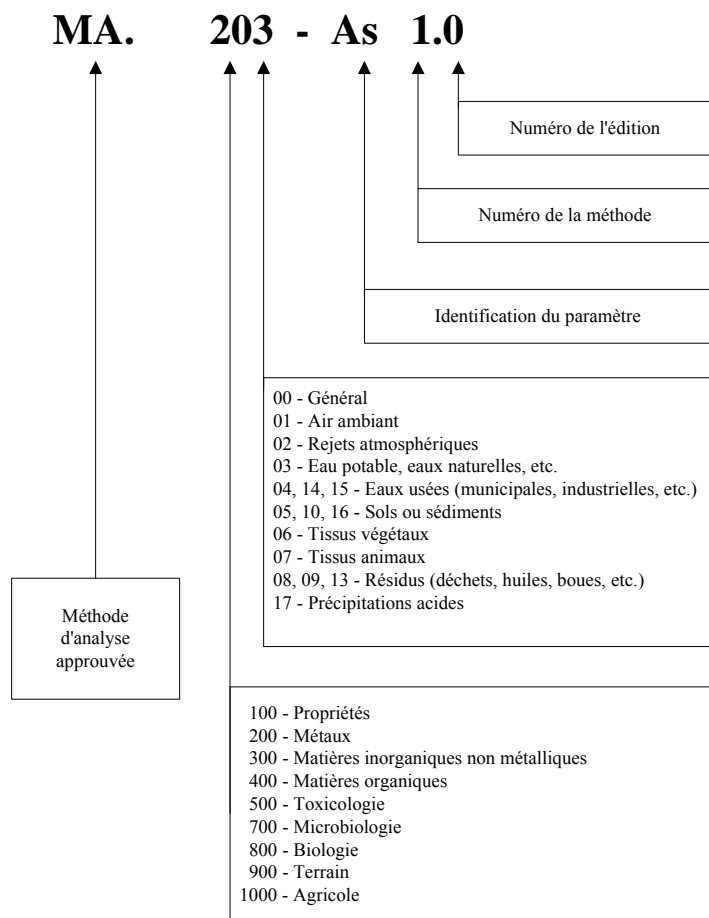 MA. 203 - As 1.0
Numéro de l'édition
Numéro de la méthode
Identification du paramètre
00 - Général
01 - Air ambiant
02 - Rejets atmosphériques
03 - Eau potable, eaux naturelles, etc.
04, 14, 15 - Eaux usées (municipales, industrielles, etc.)
05, 10, 16 - Sols ou sédiments
06 - Tissus végétaux
07 - Tissus animaux
08, 09, 13 - Résidus (déchets, huiles, boues, etc.)
17 - Précipitations acides
Méthode
d'analyse
approuvée
100 - Propriétés
200 - Métaux
300 - Matières inorganiques non métalliques
400 - Matières organiques
500 - Toxicologie
700 - Microbiologie
800 - Biologie
900 - Terrain
1000 - Agricole